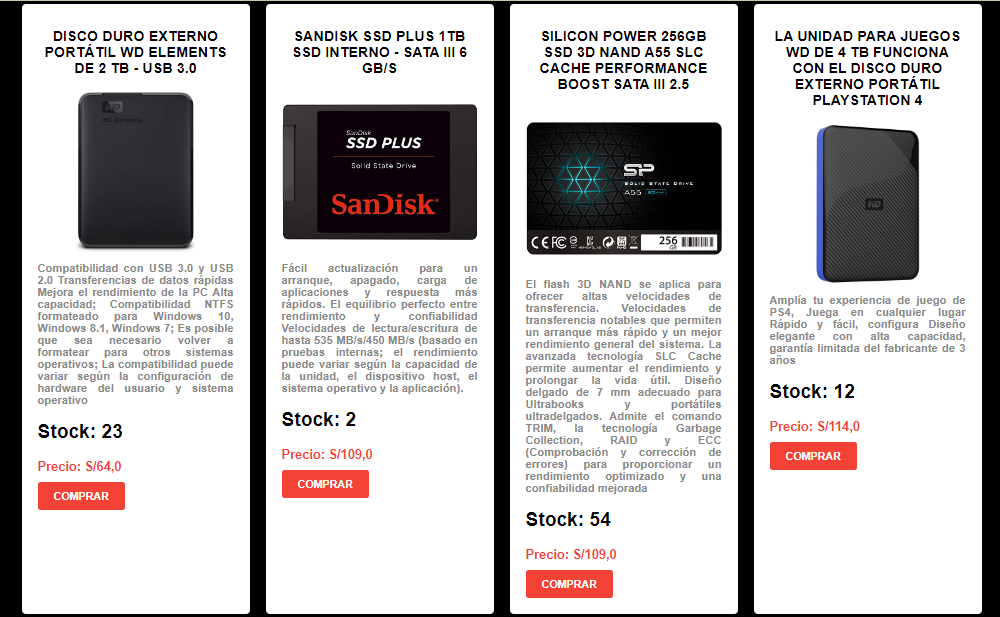 DISCO DURO EXTERNO
PORTÁTIL WD ELEMENTS
DE 2 TB - USB 3.0
WD
WD Elements
Compatibilidad con USB 3.0 y USB
2.0 Transferencias de datos rápidas
Mejora el rendimiento de la PC Alta
capacidad; Compatibilidad NTFS
formateado para Windows 10,
Windows 8.1, Windows 7; Es posible
que sea necesario volver a
formatear para otros sistemas
operativos; La compatibilidad puede
variar según la configuración de
hardware del usuario y sistema
operativo
Stock: 23
Precio: S/64,0
COMPRAR
SANDISK SSD PLUS 1TB
SSD INTERNO - SATA III 6
GB/S
SanDisk
SSD PLUS
Solid State Drive
SanDisk
Fácil actualización para un
arranque, apagado, carga de
aplicaciones y respuesta más
rápidos. El equilibrio perfecto entre
rendimiento y confiabilidad
Velocidades de lectura/escritura de
hasta 535 MB/s/450 MB/s (basado en
pruebas internas; el rendimiento
puede variar según la capacidad de
la unidad, el dispositivo host, el
sistema operativo y la aplicación).
Stock: 2
Precio: S/109,0
COMPRAR
SILICON POWER 256GB
SSD 3D NAND A55 SLC
CACHE PERFORMANCE
BOOST SATA III 2.5
SP
SOLID STATE DRIVE
A55
CE FC
256
GB
El flash 3D NAND se aplica para
ofrecer altas velocidades de
transferencia. Velocidades de
transferencia notables que permiten
un arranque más rápido y un mejor
rendimiento general del sistema. La
avanzada tecnología SLC Cache
permite aumentar el rendimiento y
prolongar la vida útil. Diseño
delgado de 7 mm adecuado para
Ultrabooks y portátiles
ultradelgados. Admite el comando
TRIM, la tecnología Garbage
Collection, RAID y ECC
(Comprobación y corrección de
errores) para proporcionar un
rendimiento optimizado y una
confiabilidad mejorada
Stock: 54
Precio: S/109,0
COMPRAR
LA UNIDAD PARA JUEGOS
WD DE 4 TB FUNCIONA
CON EL DISCO DURO
EXTERNO PORTÁTIL
PLAYSTATION 4
WD
Amplía tu experiencia de juego de
PS4, Juega en cualquier lugar
Rápido y fácil, configura Diseño
elegante con alta capacidad,
garantía limitada del fabricante de 3
años
Stock: 12
Precio: S/114,0
COMPRAR